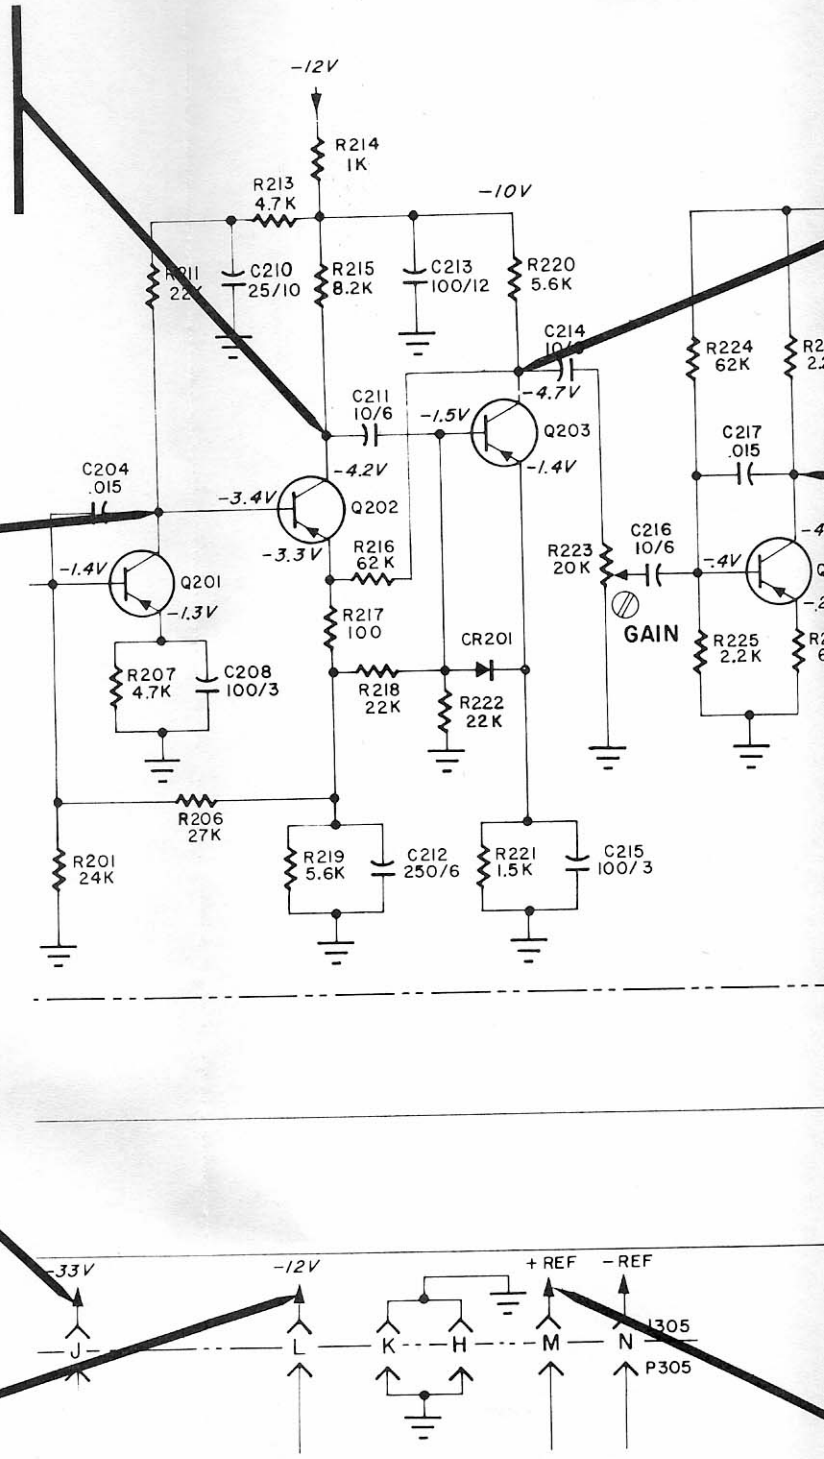 -12V
R214
1K
R213
4.7K
-10V
R211
22K
C210
25/10
R215
8.2K
C213
100/12
R220
5.6K
C214
R224
62K
C211
10/6
-1.5V
-4.7V
Q203
-1.4V
C217
.015
C204
.015
-4.2V
-3.4V
Q202
-3.3V
R216
62K
R223
20K
C216
10/6
-.4V
GAIN
-1.4V
Q201
-1.3V
R217
100
R207
4.7K
C208
100/3
CR201
R218
22K
R222
22K
R225
2.2K
R206
27K
R201
24K
R219
5.6K
C212
250/6
R221
1.5K
C215
100/3
-33V
-12V
+REF
-REF
J305
J
L
K
H
M
N
P305